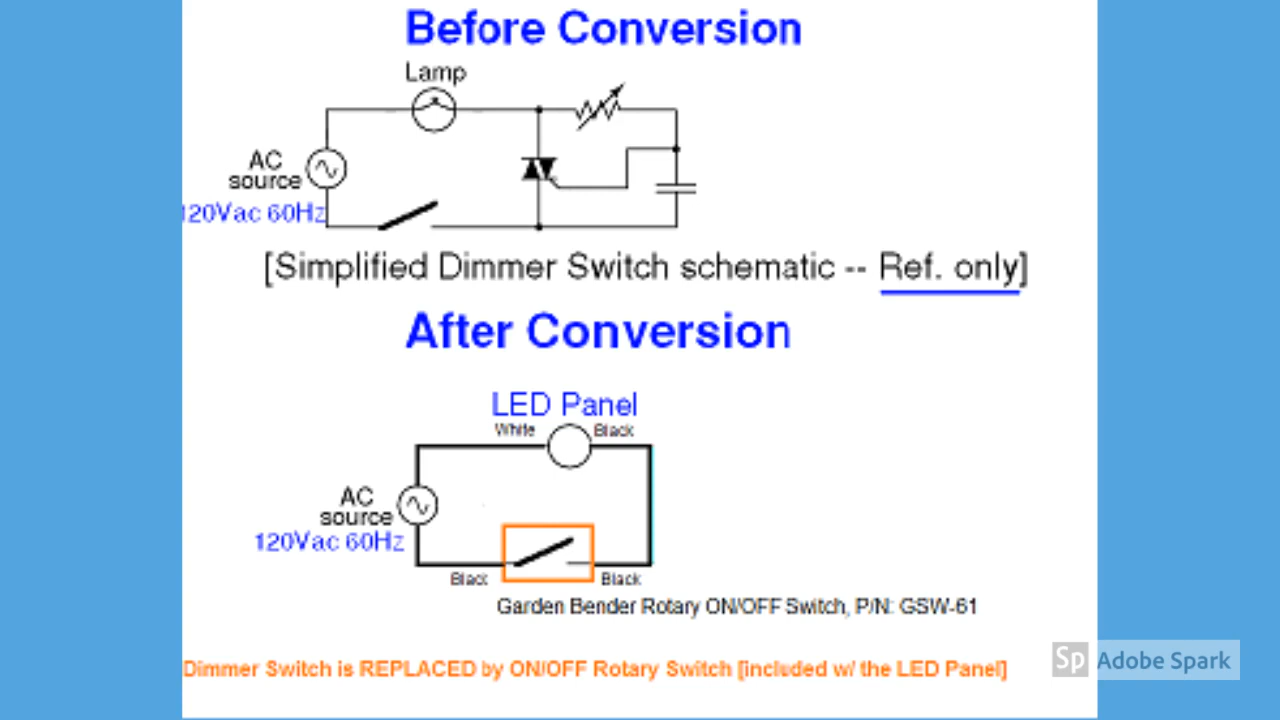 Before Conversion
Lamp
AC
source
120Vac 60Hz
[Simplified Dimmer Switch schematic -- Ref. only]
After Conversion
LED Panel
White
Black
AC
source
120Vac 60Hz
Black
Black
Garden Bender Rotary ON/OFF Switch, P/N: GSW-61
Dimmer Switch is REPLACED by ON/OFF Rotary Switch [included w/ the LED Panel]
Sp Adobe Spark